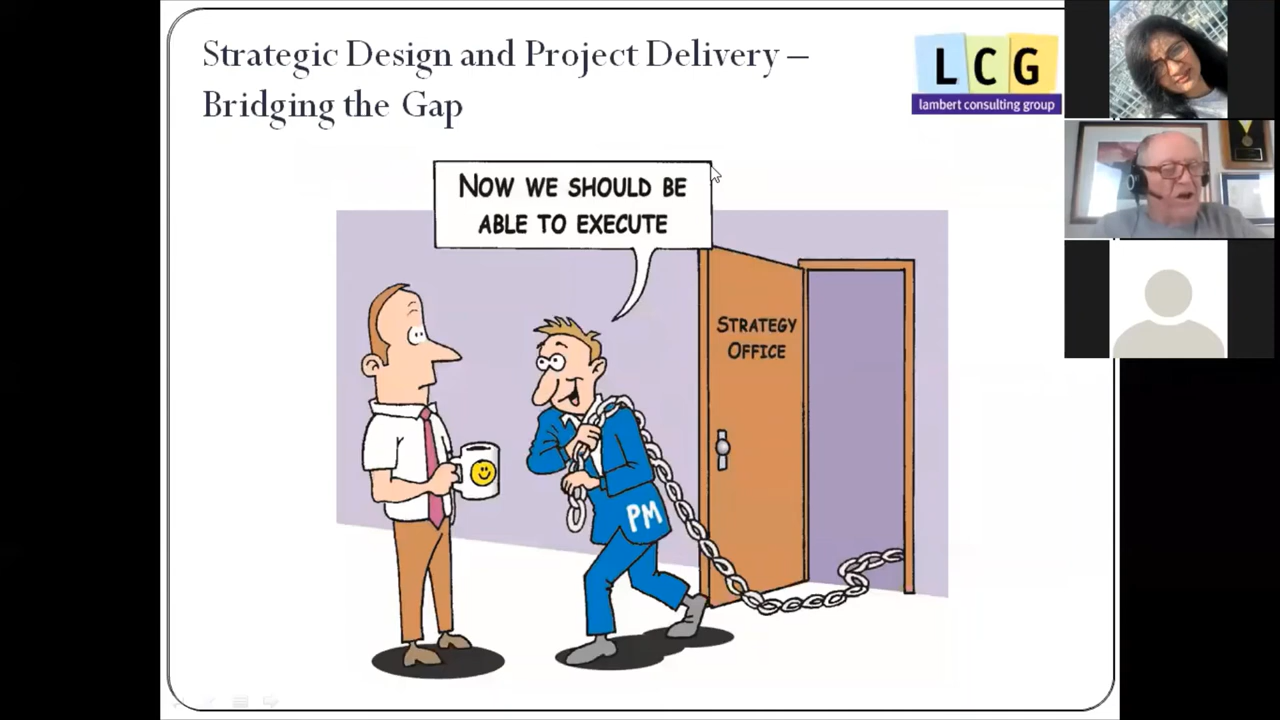 Strategic Design and Project Delivery –
Bridging the Gap
LCG
lambert consulting group
NOW WE SHOULD BE
ABLE TO EXECUTE
STRATEGY
OFFICE
PM